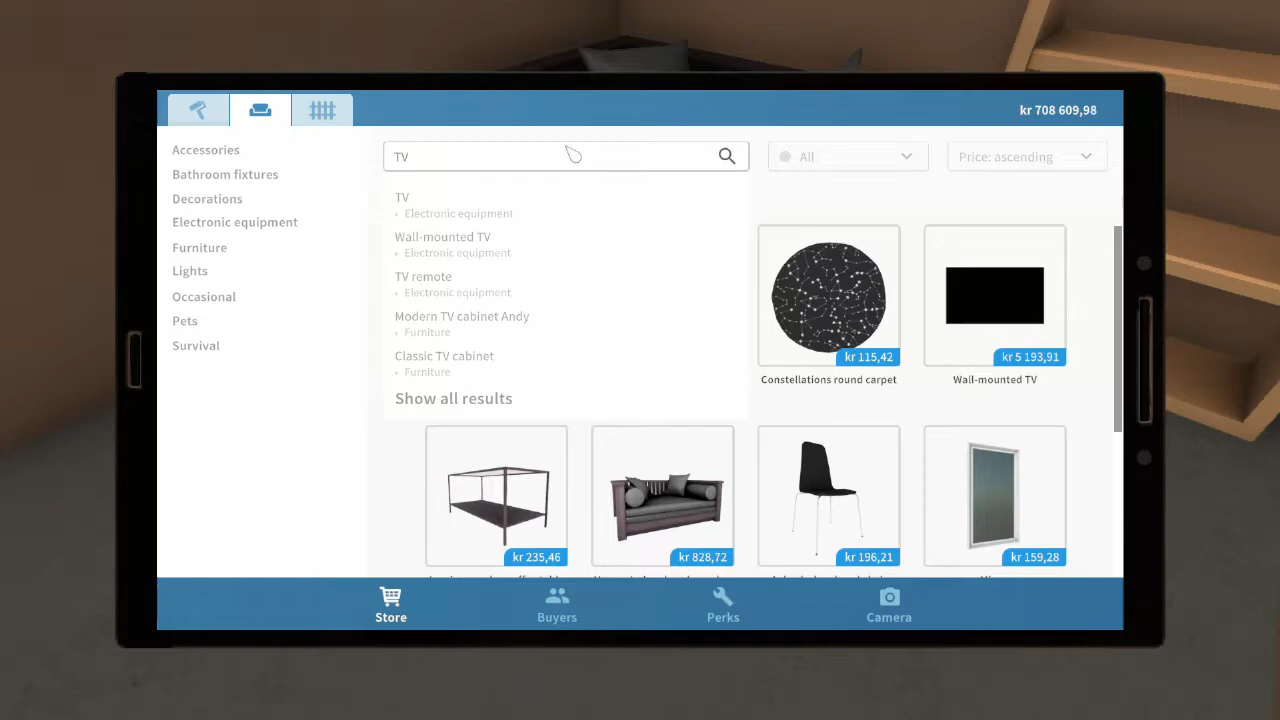 kr 708 609,98
Accessories
Bathroom fixtures
Decorations
Electronic equipment
Furniture
Lights
Occasional
Pets
Survival
TV
All
Price: ascending
TV
• Electronic equipment
Wall-mounted TV
• Electronic equipment
TV remote
• Electronic equipment
Modern TV cabinet Andy
• Furniture
Classic TV cabinet
• Furniture
Show all results
kr 115,42
Constellations round carpet
kr 5 193,91
Wall-mounted TV
kr 235,46
kr 828,72
kr 196,21
kr 159,28
Store
Buyers
Perks
Camera